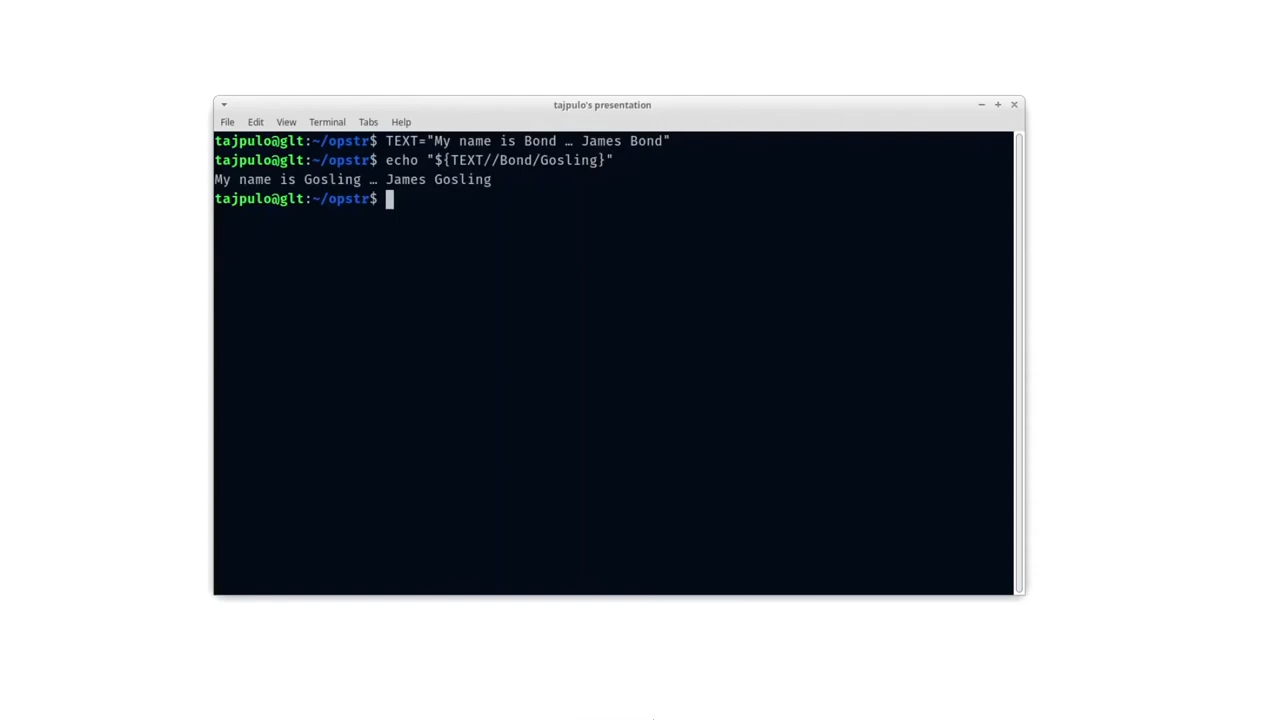 tajpulo's presentation
File Edit View Terminal Tabs Help
tajpulo@glt:~/opstr$ TEXT="My name is Bond … James Bond"
tajpulo@glt:~/opstr$ echo "${TEXT//Bond/Gosling}"
My name is Gosling … James Gosling
tajpulo@glt:~/opstr$